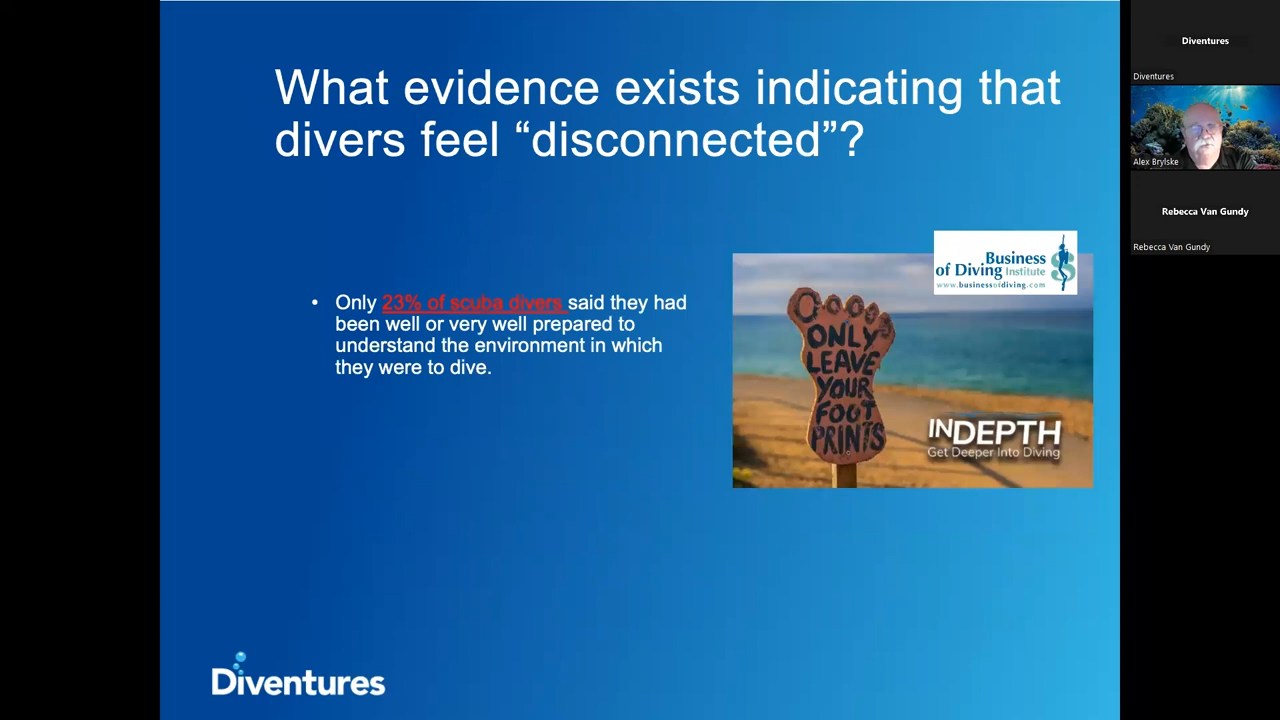 What evidence exists indicating that
divers feel “disconnected”?
• Only 23% of scuba divers said they had
been well or very well prepared to
understand the environment in which
they were to dive.
Business
of Diving Institute
www.businessofdiving.com
ONLY
LEAVE
YOUR
FOOT
PRINTS
INDEPTH
Get Deeper Into Diving
Diventures
Diventures
Diventures
Alex Brylske
Rebecca Van Gundy
Rebecca Van Gundy